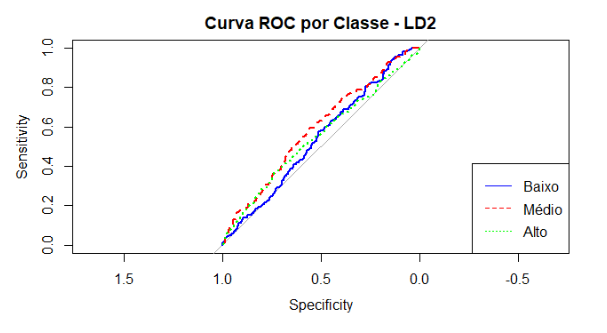 Curva ROC por Classe - LD2
Sensitivity
1.0
0.8
0.6
0.4
0.2
0.0
Baixo
Médio
Alto
1.5 1.0 0.5 0.0 -0.5
Specificity